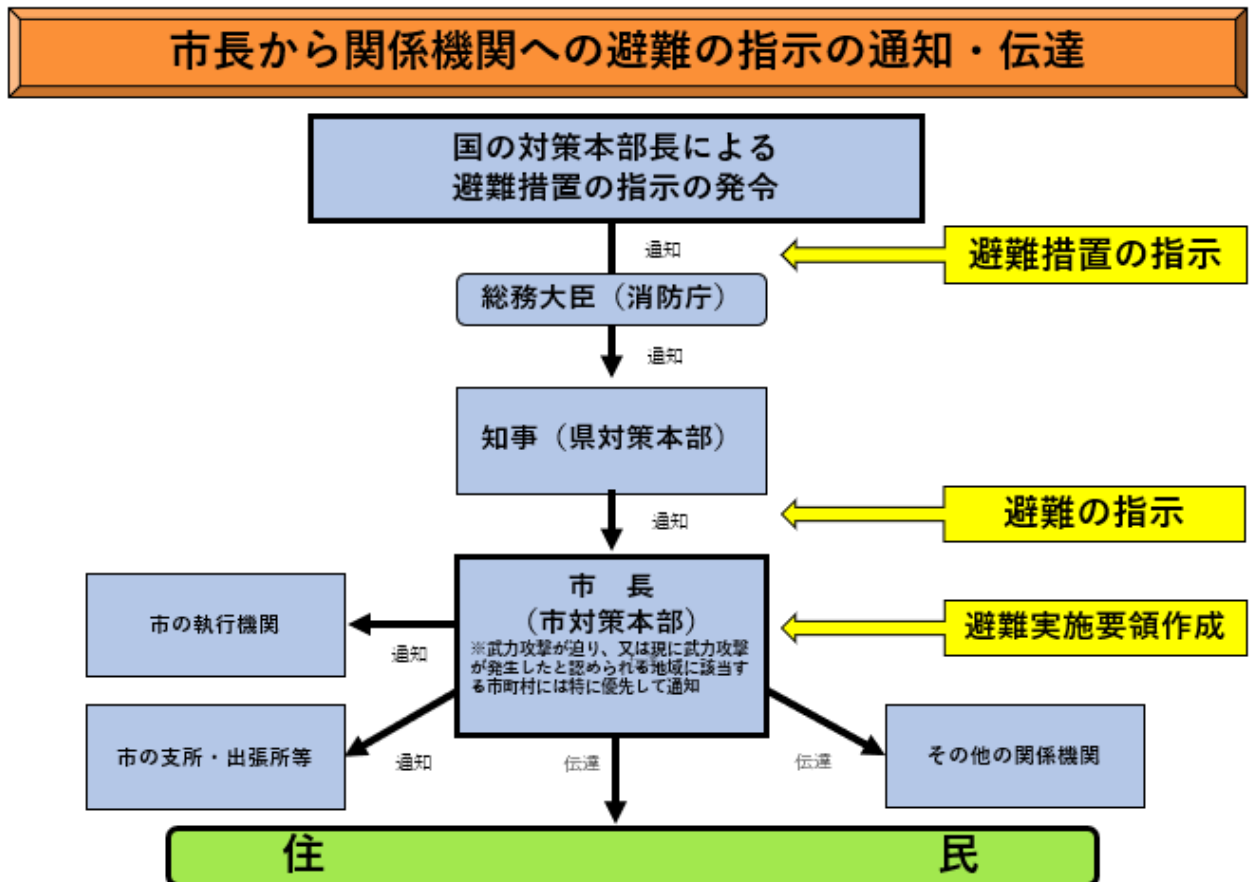 市長から関係機関への避難の指示の通知・伝達
国の対策本部長による
避難措置の指示の発令
通知
避難措置の指示
総務大臣（消防庁）
通知
知事（県対策本部）
通知
避難の指示
市　長
（市対策本部）
※武力攻撃が迫り、又は現に武力攻撃
が発生したと認められる地域に該当す
る市町村には特に優先して通知
避難実施要領作成
市の執行機関
通知
市の支所・出張所等
通知
伝達
伝達
その他の関係機関
住　民